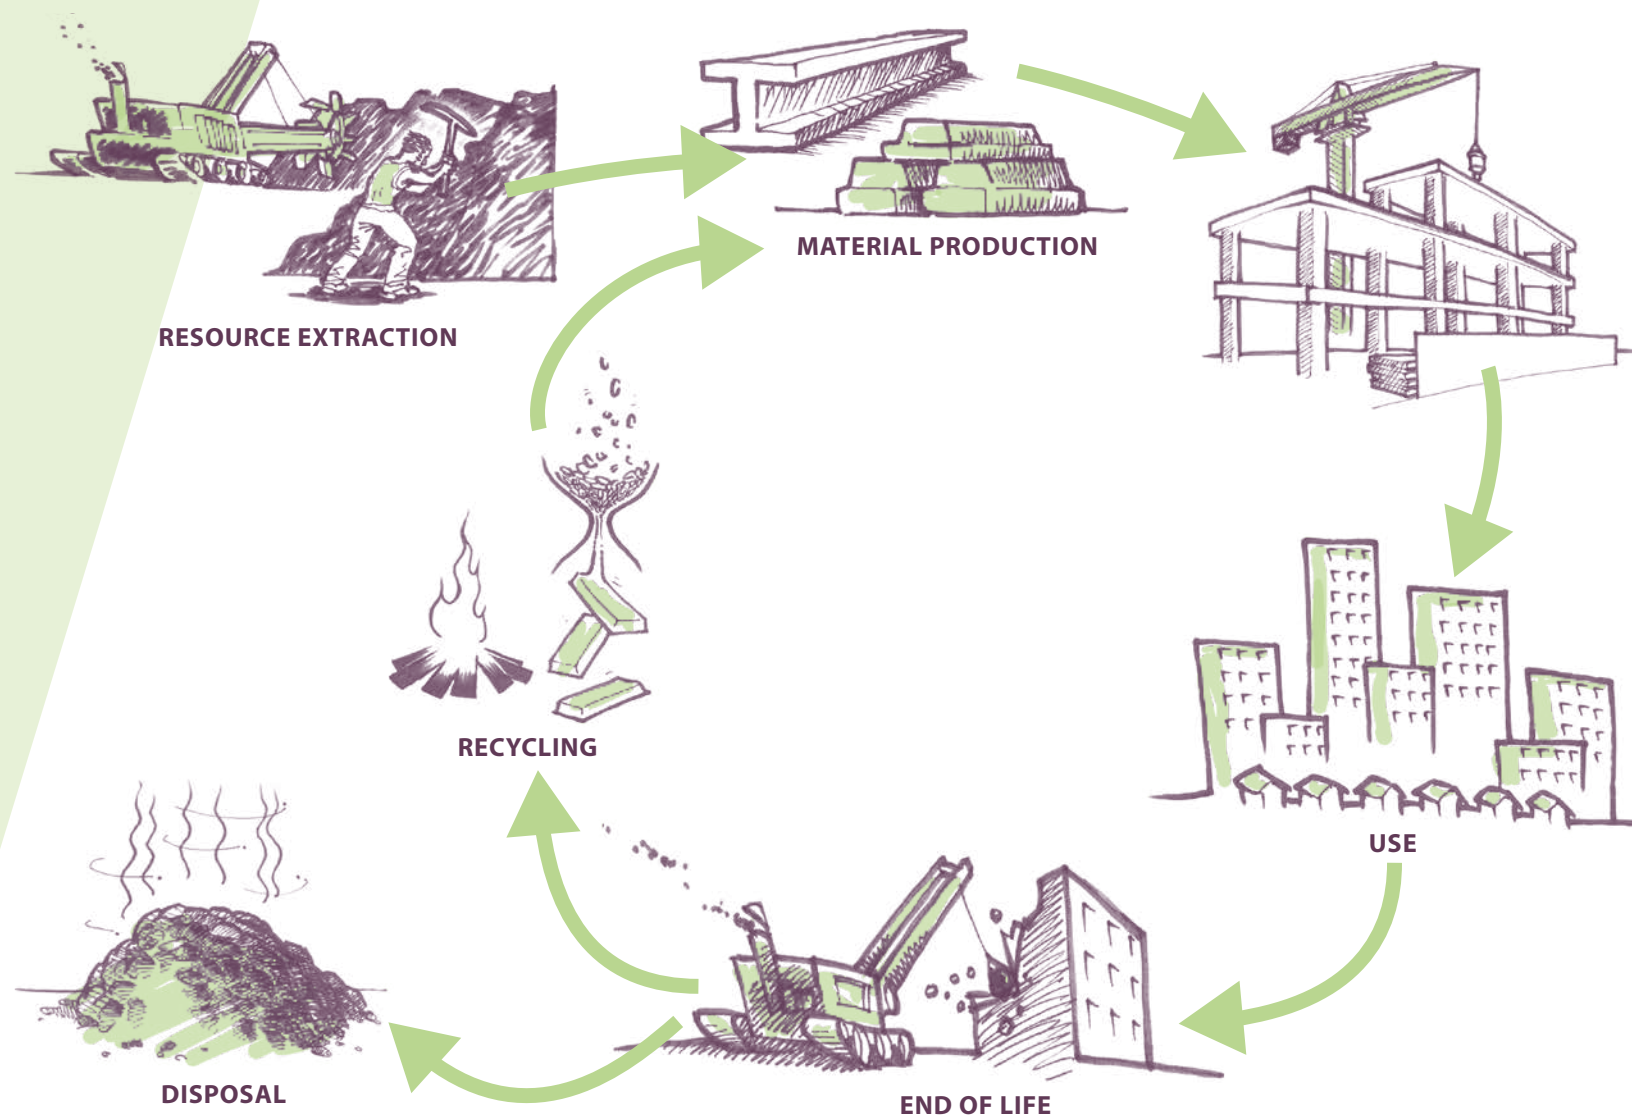 RESOURCE EXTRACTION
MATERIAL PRODUCTION
USE
END OF LIFE
RECYCLING
DISPOSAL